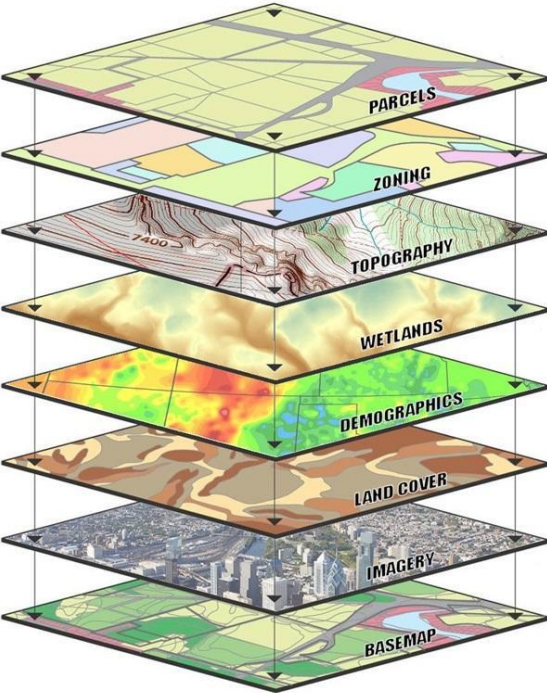 PARCELS
ZONING
7400
TOPOGRAPHY
WETLANDS
DEMOGRAPHICS
LAND COVER
IMAGERY
BASEMAP